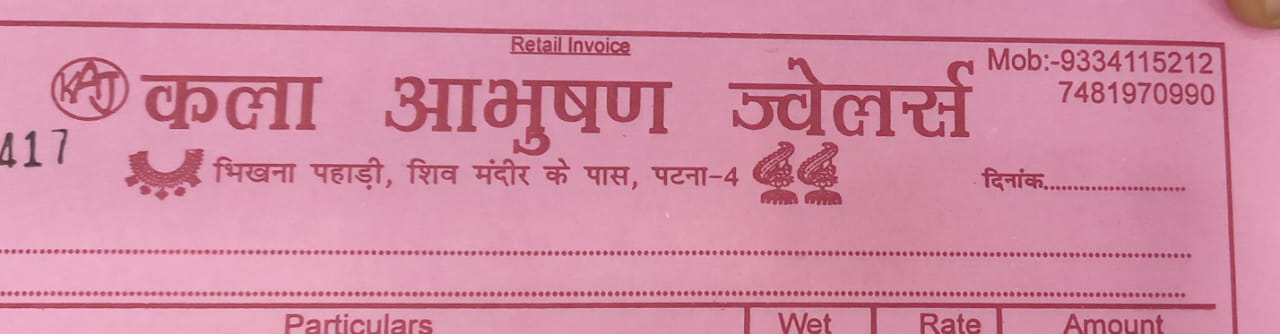 Retail Invoice
Mob:-9334115212
7481970990
KAJ कला आभुषण ज्वेलर्स
417
भिखना पहाड़ी, शिव मंदीर के पास, पटना-4
दिनांक
Particulars Wet Rate Amount